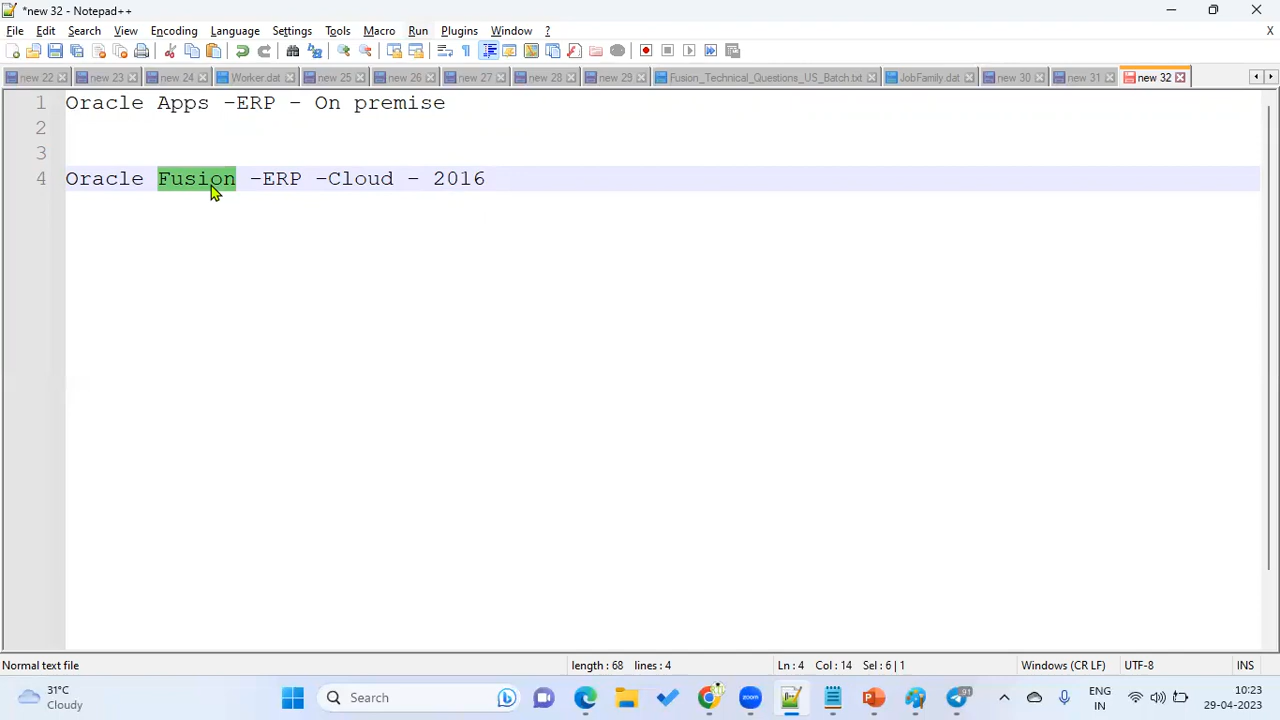 *new 32 - Notepad++
File Edit Search View Encoding Language Settings Tools Macro Run Plugins Window ? X
new 22 new 23 new 24 Worker.dat new 25 new 26 new 27 new 28 new 29 Fusion_Technical_Questions_US_Batch.txt JobFamily.dat new 30 new 31 new 32
1 Oracle Apps -ERP - On premise
2
3
4 Oracle Fusion -ERP -Cloud - 2016
Normal text file length : 68 lines : 4 Ln : 4 Col : 14 Sel : 6 | 1 Windows (CR LF) UTF-8 INS
31°C
Cloudy
Search
zoom
91
ENG
IN
10:23
29-04-2023